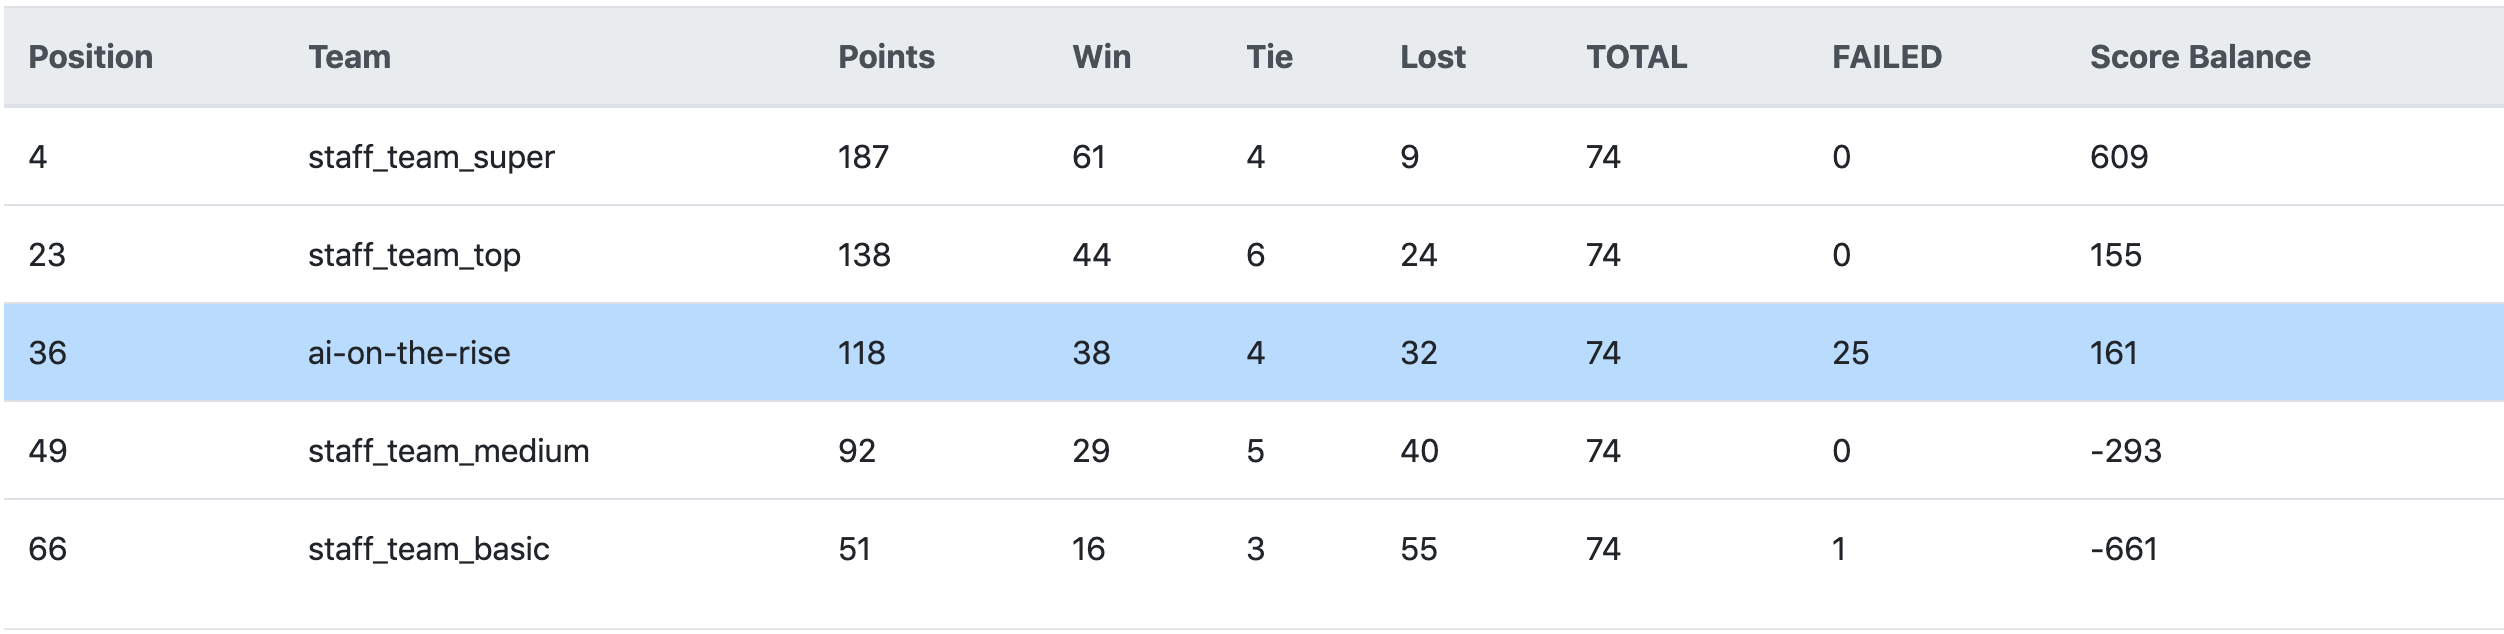 Position Team Points Win Tie Lost TOTAL FAILED Score Balance
4 staff_team_super 187 61 4 9 74 0 609
23 staff_team_top 138 44 6 24 74 0 155
36 ai-on-the-rise 118 38 4 32 74 25 161
49 staff_team_medium 92 29 5 40 74 0 -293
66 staff_team_basic 51 16 3 55 74 1 -661